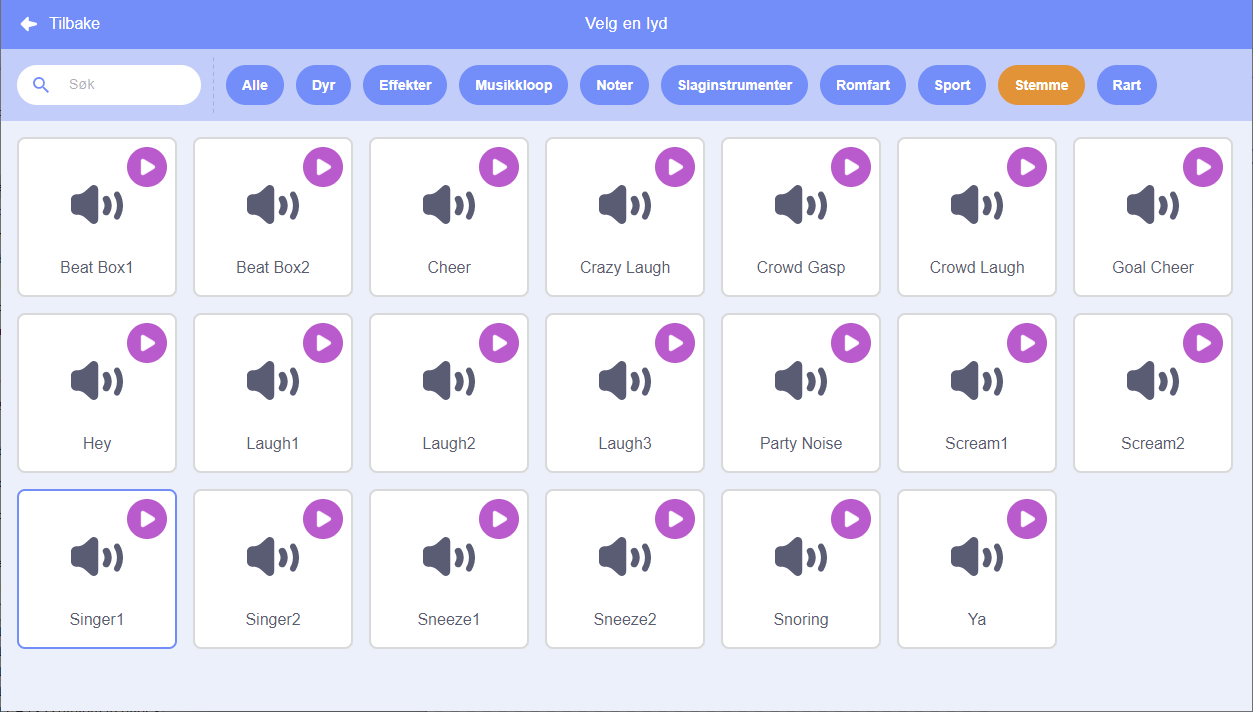 Tilbake
Velg en lyd
Søk
Alle
Dyr
Effekter
Musikkloop
Noter
Slaginstrumenter
Romfart
Sport
Stemme
Rart
Beat Box1
Beat Box2
Cheer
Crazy Laugh
Crowd Gasp
Crowd Laugh
Goal Cheer
Hey
Laugh1
Laugh2
Laugh3
Party Noise
Scream1
Scream2
Singer1
Singer2
Sneeze1
Sneeze2
Snoring
Ya